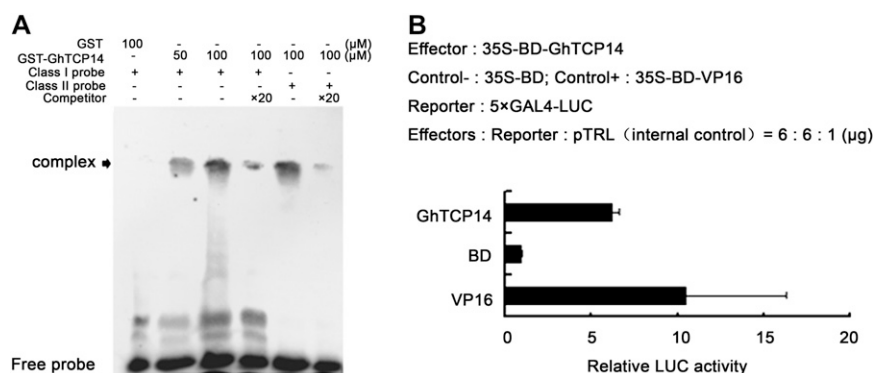 A
GST 100 - - - - - (μM)
GST-GhTCP14 - 50 100 100 100 100 (μM)
Class I probe + + + + - -
Class II probe - - - - + +
Competitor - - - ×20 - ×20
complex
Free probe
B
Effector : 35S-BD-GhTCP14
Control- : 35S-BD; Control+ : 35S-BD-VP16
Reporter : 5×GAL4-LUC
Effectors : Reporter : pTRL（internal control）= 6 : 6 : 1 (μg)
GhTCP14
BD
VP16
0 5 10 15 20
Relative LUC activity